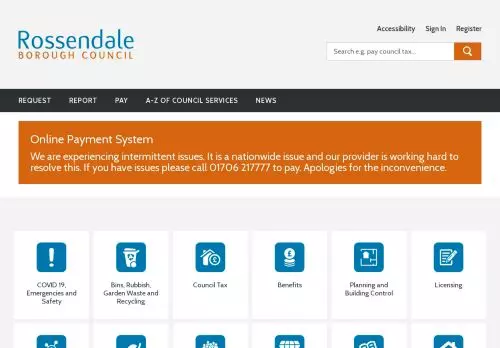 Accessibility Sign In Register
Rossendale
BOROUGH COUNCIL
Search e.g. pay council tax...
REQUEST REPORT PAY A-Z OF COUNCIL SERVICES NEWS
Online Payment System
We are experiencing intermittent issues. It is a nationwide issue and our provider is working hard to
resolve this. If you have issues please call 01706 217777 to pay. Apologies for the inconvenience.
COVID 19,
Emergencies and
Safety
Bins, Rubbish,
Garden Waste and
Recycling
Council Tax
Benefits
Planning and
Building Control
Licensing